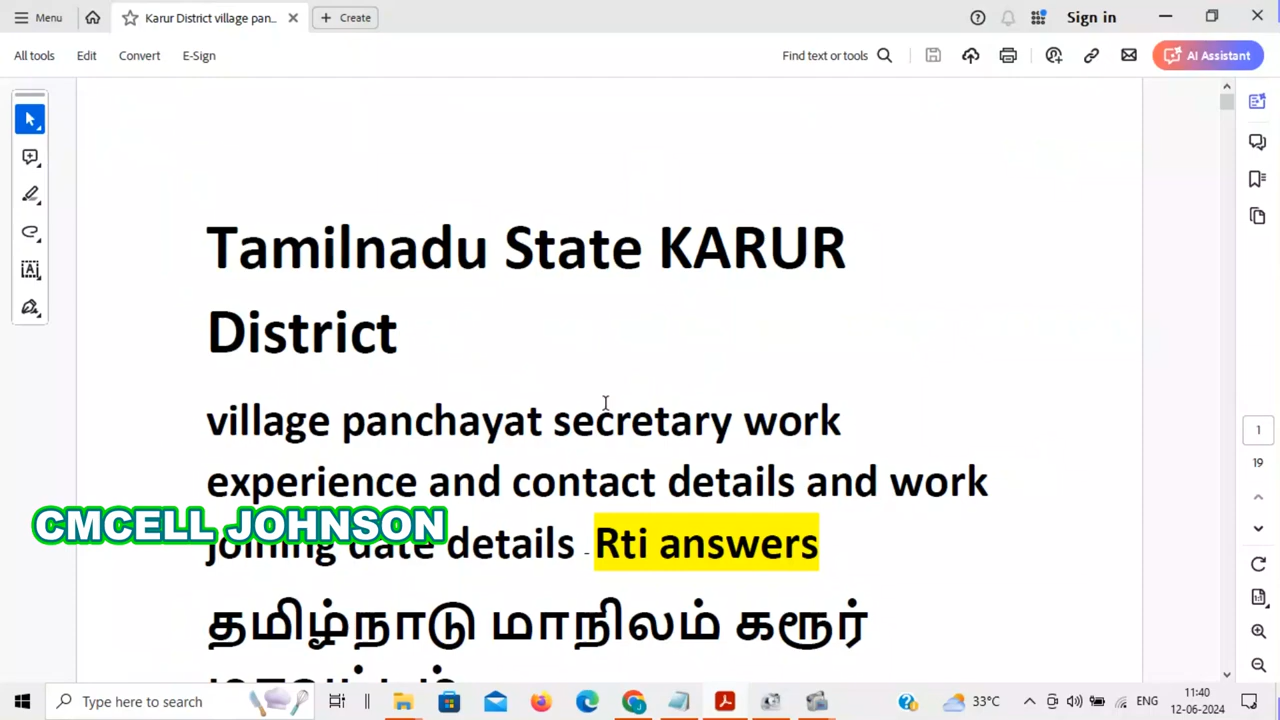 Menu
Karur District village pan...
Create
Sign in
All tools
Edit
Convert
E-Sign
Find text or tools
AI Assistant
Tamilnadu State KARUR
District
village panchayat secretary work
experience and contact details and work
CMCELL JOHNSON
joining date details - Rti answers
தமிழ்நாடு மாநிலம் கரூர்
1
19
Type here to search
33°C
ENG
11:40
12-06-2024